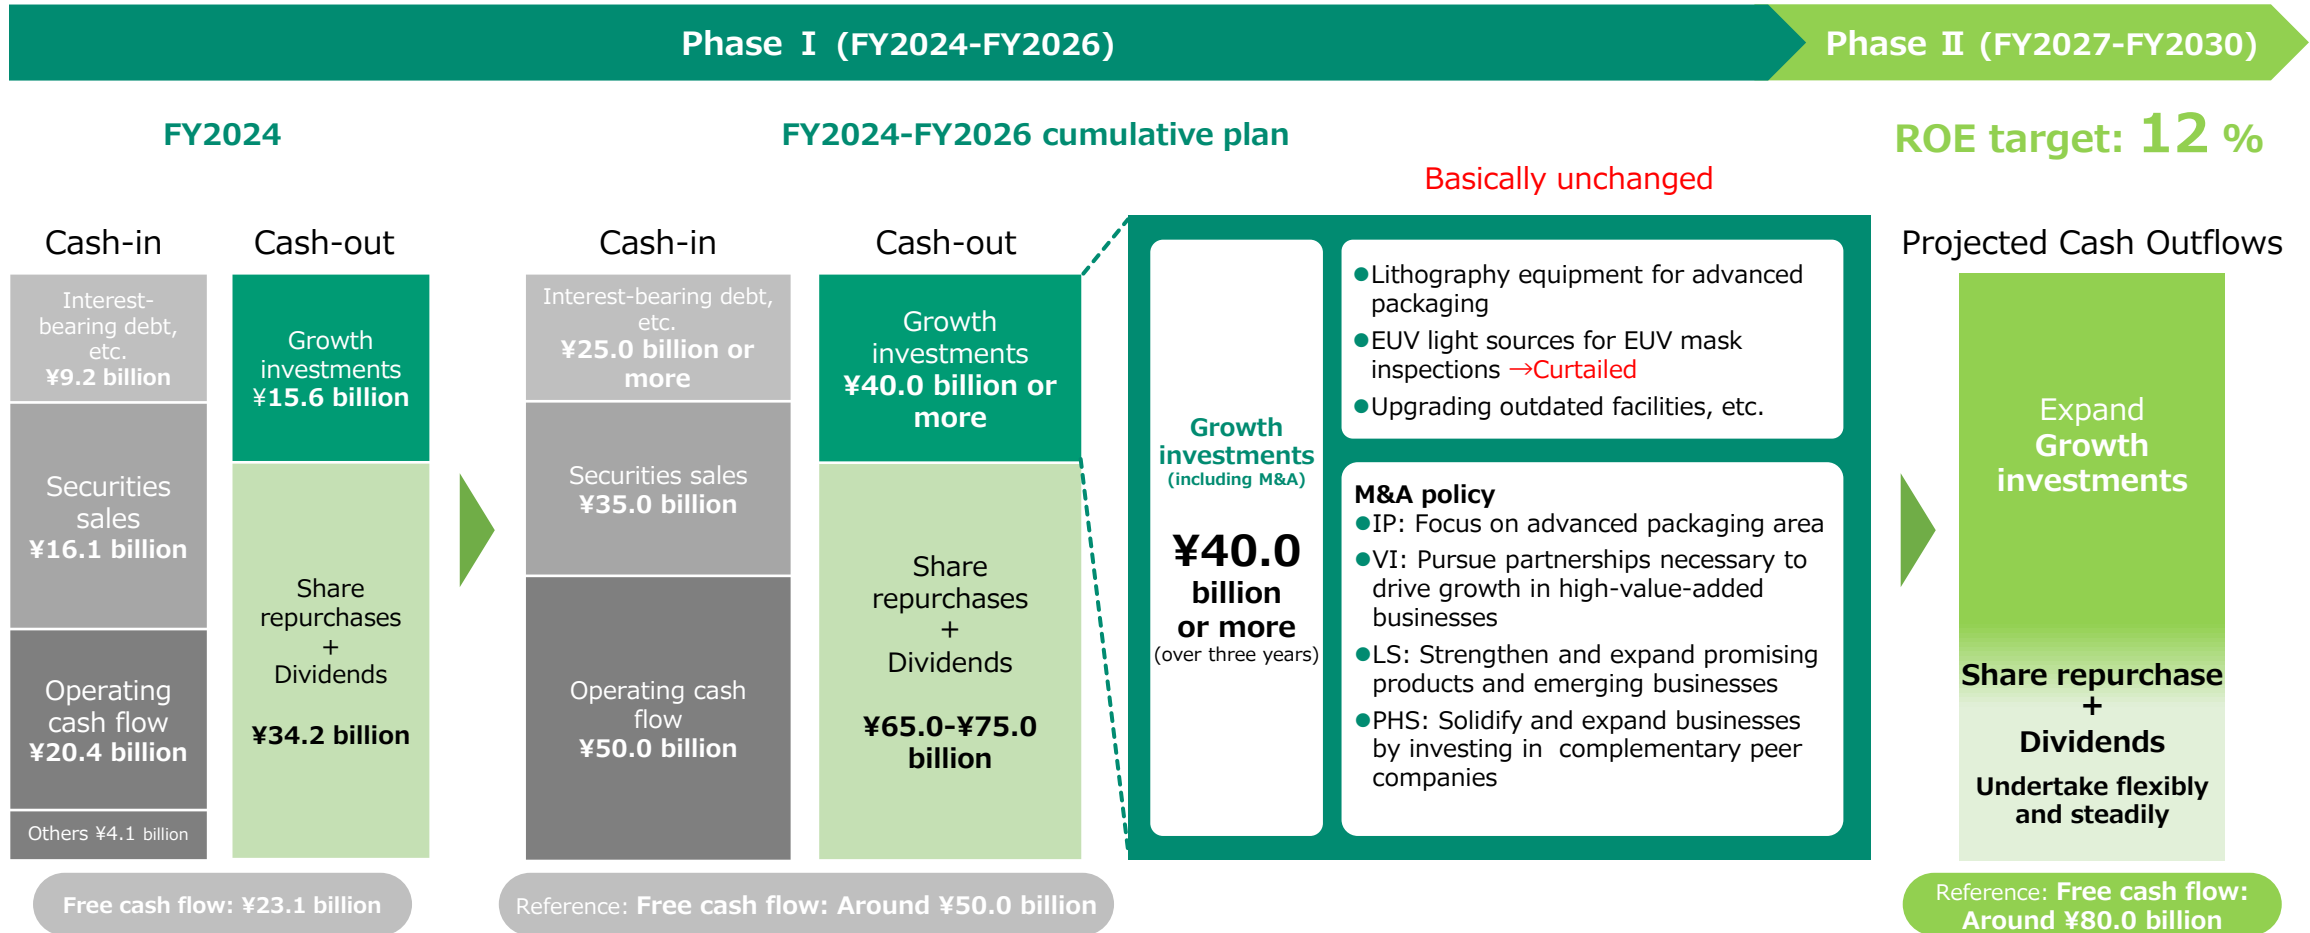 Phase Ⅰ (FY2024-FY2026)
Phase Ⅱ (FY2027-FY2030)
FY2024
FY2024-FY2026 cumulative plan
ROE target: 12 %
Basically unchanged
Cash-in
Cash-out
Interest-
bearing debt,
etc.
¥9.2 billion
Securities
sales
¥16.1 billion
Operating
cash flow
¥20.4 billion
Others ¥4.1 billion
Growth
investments
¥15.6 billion
Share
repurchases
+
Dividends
¥34.2 billion
Free cash flow: ¥23.1 billion
Cash-in
Cash-out
Interest-bearing debt,
etc.
¥25.0 billion or
more
Securities sales
¥35.0 billion
Operating cash
flow
¥50.0 billion
Growth
investments
¥40.0 billion or
more
Share
repurchases
+
Dividends
¥65.0-¥75.0
billion
Reference: Free cash flow: Around ¥50.0 billion
Growth
investments
(including M&A)
¥40.0
billion
or more
(over three years)
●Lithography equipment for advanced
packaging
●EUV light sources for EUV mask
inspections →Curtailed
●Upgrading outdated facilities, etc.
M&A policy
●IP: Focus on advanced packaging area
●VI: Pursue partnerships necessary to
drive growth in high-value-added
businesses
●LS: Strengthen and expand promising
products and emerging businesses
●PHS: Solidify and expand businesses
by investing in complementary peer
companies
Projected Cash Outflows
Expand
Growth
investments
Share repurchase
+
Dividends
Undertake flexibly
and steadily
Reference: Free cash flow:
Around ¥80.0 billion